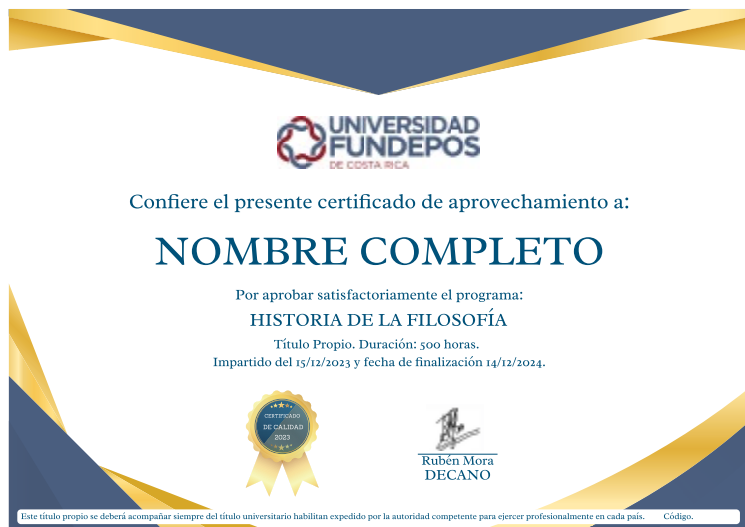 UNIVERSIDAD
FUNDEPOS
DE COSTA RICA
Confiere el presente certificado de aprovechamiento a:
NOMBRE COMPLETO
Por aprobar satisfactoriamente el programa:
HISTORIA DE LA FILOSOFÍA
Título Propio. Duración: 500 horas.
Impartido del 15/12/2023 y fecha de finalización 14/12/2024.
CERTIFICADO
DE CALIDAD
2023
Rubén Mora
DECANO
Este título propio se deberá acompañar siempre del título universitario habilitan expedido por la autoridad competente para ejercer profesionalmente en cada país. Código.